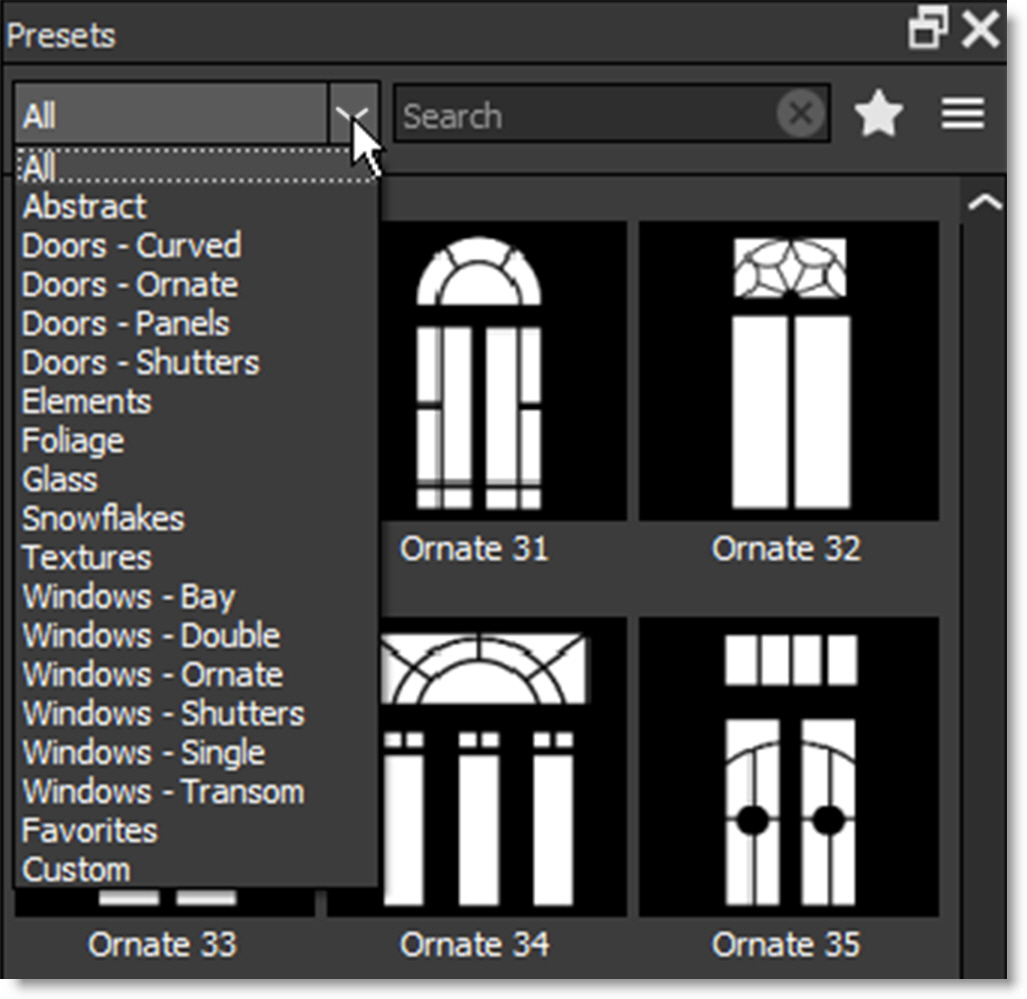 Presets
All
Search
All
Abstract
Doors - Curved
Doors - Ornate
Doors - Panels
Doors - Shutters
Elements
Foliage
Glass
Snowflakes
Textures
Windows - Bay
Windows - Double
Windows - Ornate
Windows - Shutters
Windows - Single
Windows - Transom
Favorites
Custom
Ornate 31
Ornate 32
Ornate 33
Ornate 34
Ornate 35